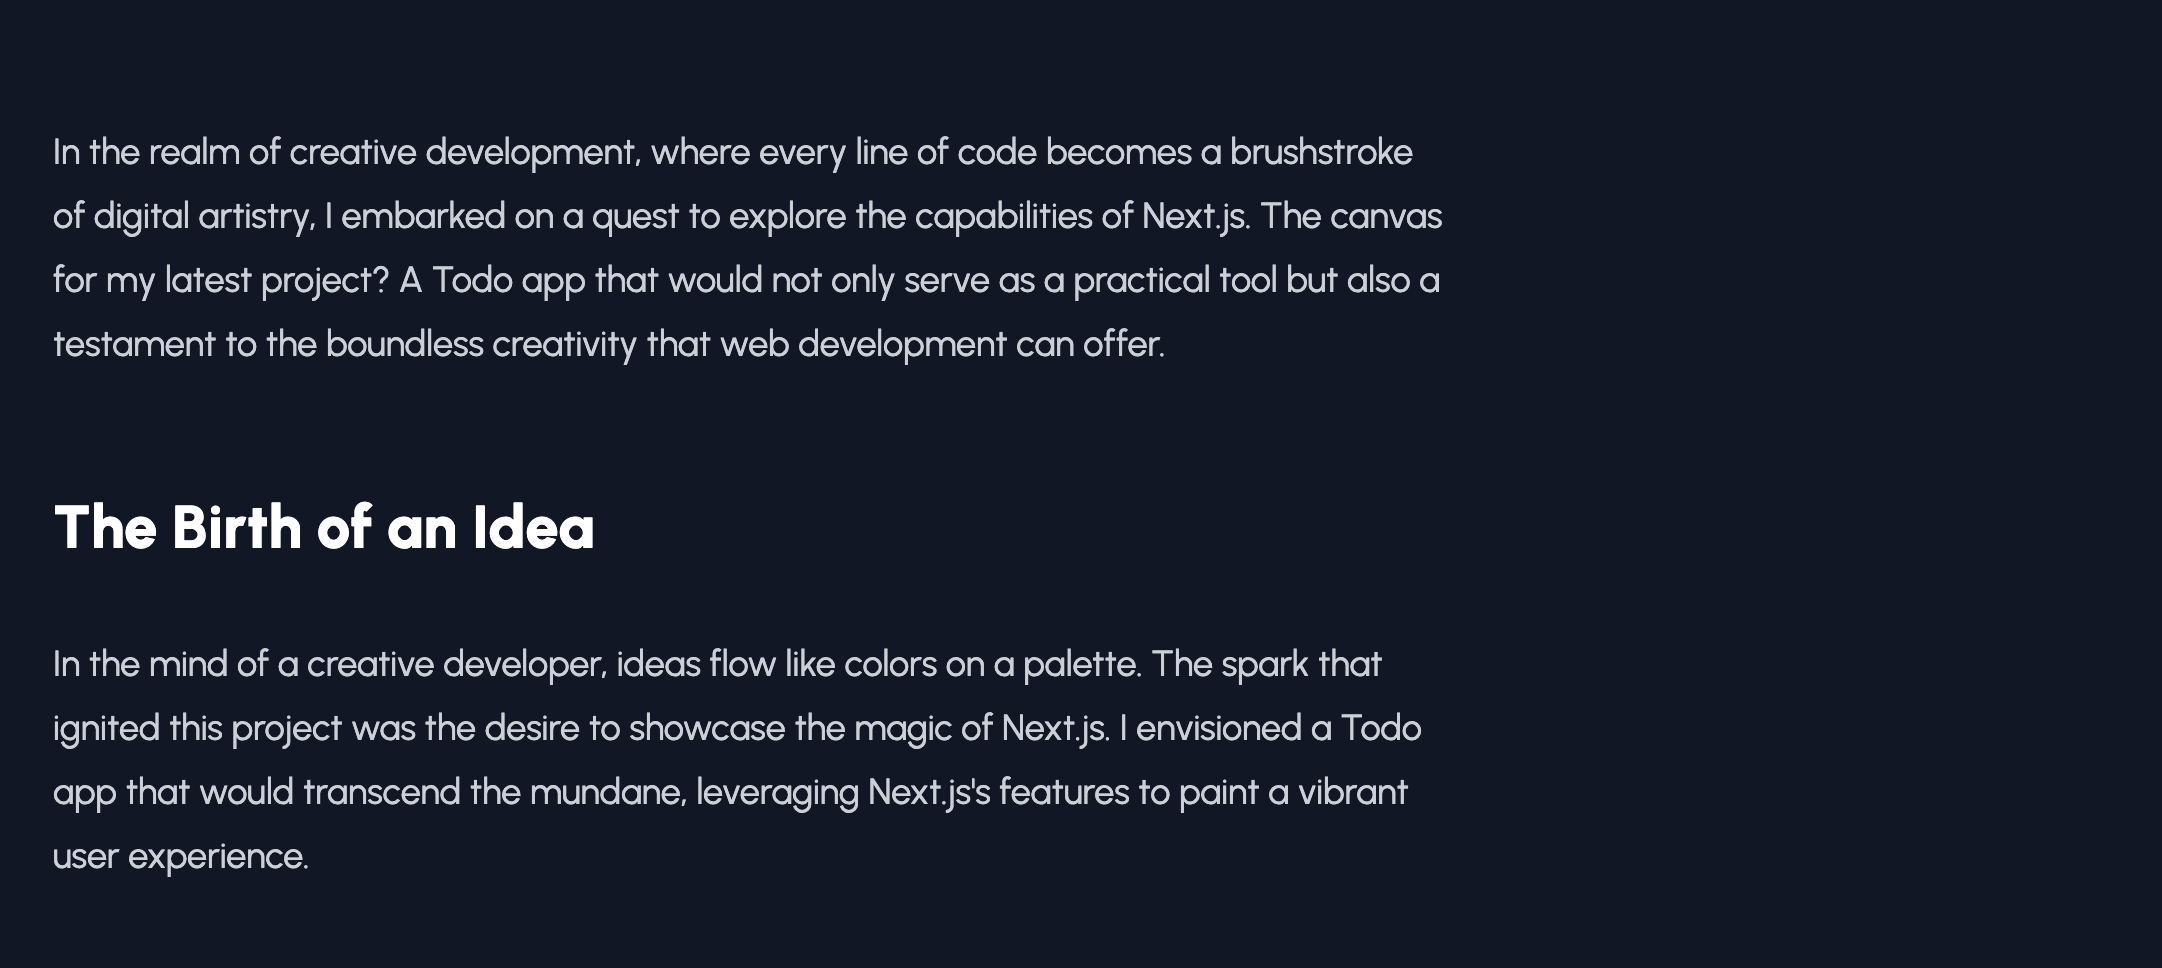 In the realm of creative development, where every line of code becomes a brushstroke
of digital artistry, I embarked on a quest to explore the capabilities of Next.js. The canvas
for my latest project? A Todo app that would not only serve as a practical tool but also a
testament to the boundless creativity that web development can offer.
The Birth of an Idea
In the mind of a creative developer, ideas flow like colors on a palette. The spark that
ignited this project was the desire to showcase the magic of Next.js. I envisioned a Todo
app that would transcend the mundane, leveraging Next.js's features to paint a vibrant
user experience.